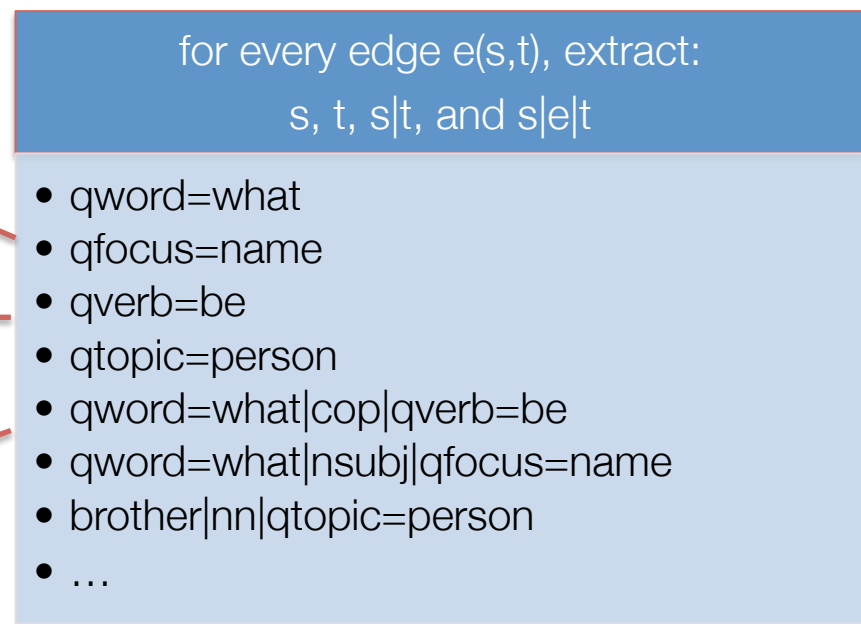 for every edge e(s,t), extract:
s, t, s|t, and s|e|t
• qword=what
• qfocus=name
• qverb=be
• qtopic=person
• qword=what|cop|qverb=be
• qword=what|nsubj|qfocus=name
• brother|nn|qtopic=person
• …